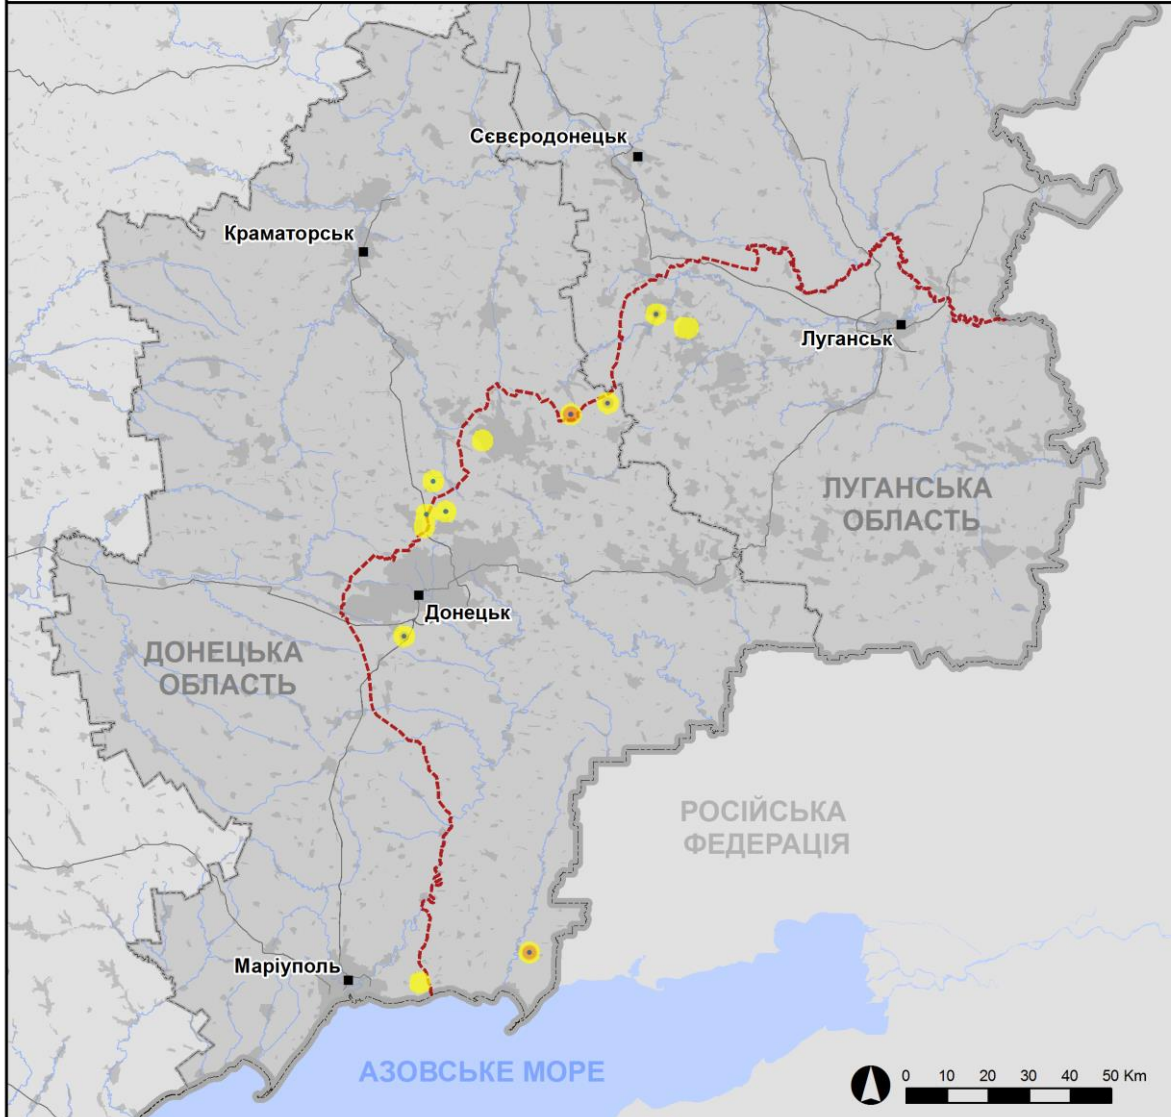 Сєвєродонецьк
Краматорськ
Луганськ
ЛУГАНСЬКА
ОБЛАСТЬ
Донецьк
ДОНЕЦЬКА
ОБЛАСТЬ
РОСІЙСЬКА
ФЕДЕРАЦІЯ
Маріуполь
АЗОВСЬКЕ МОРЕ
0 10 20 30 40 50 Km